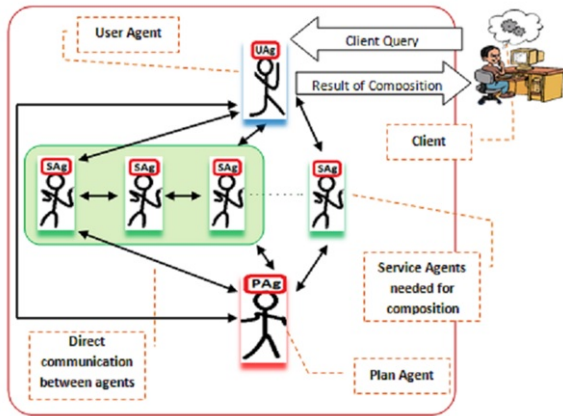 User Agent
UAg
Client Query
Result of Composition
Client
SAg
SAg
SAg
SAg
Service Agents
needed for
composition
PAg
Direct
communication
between agents
Plan Agent